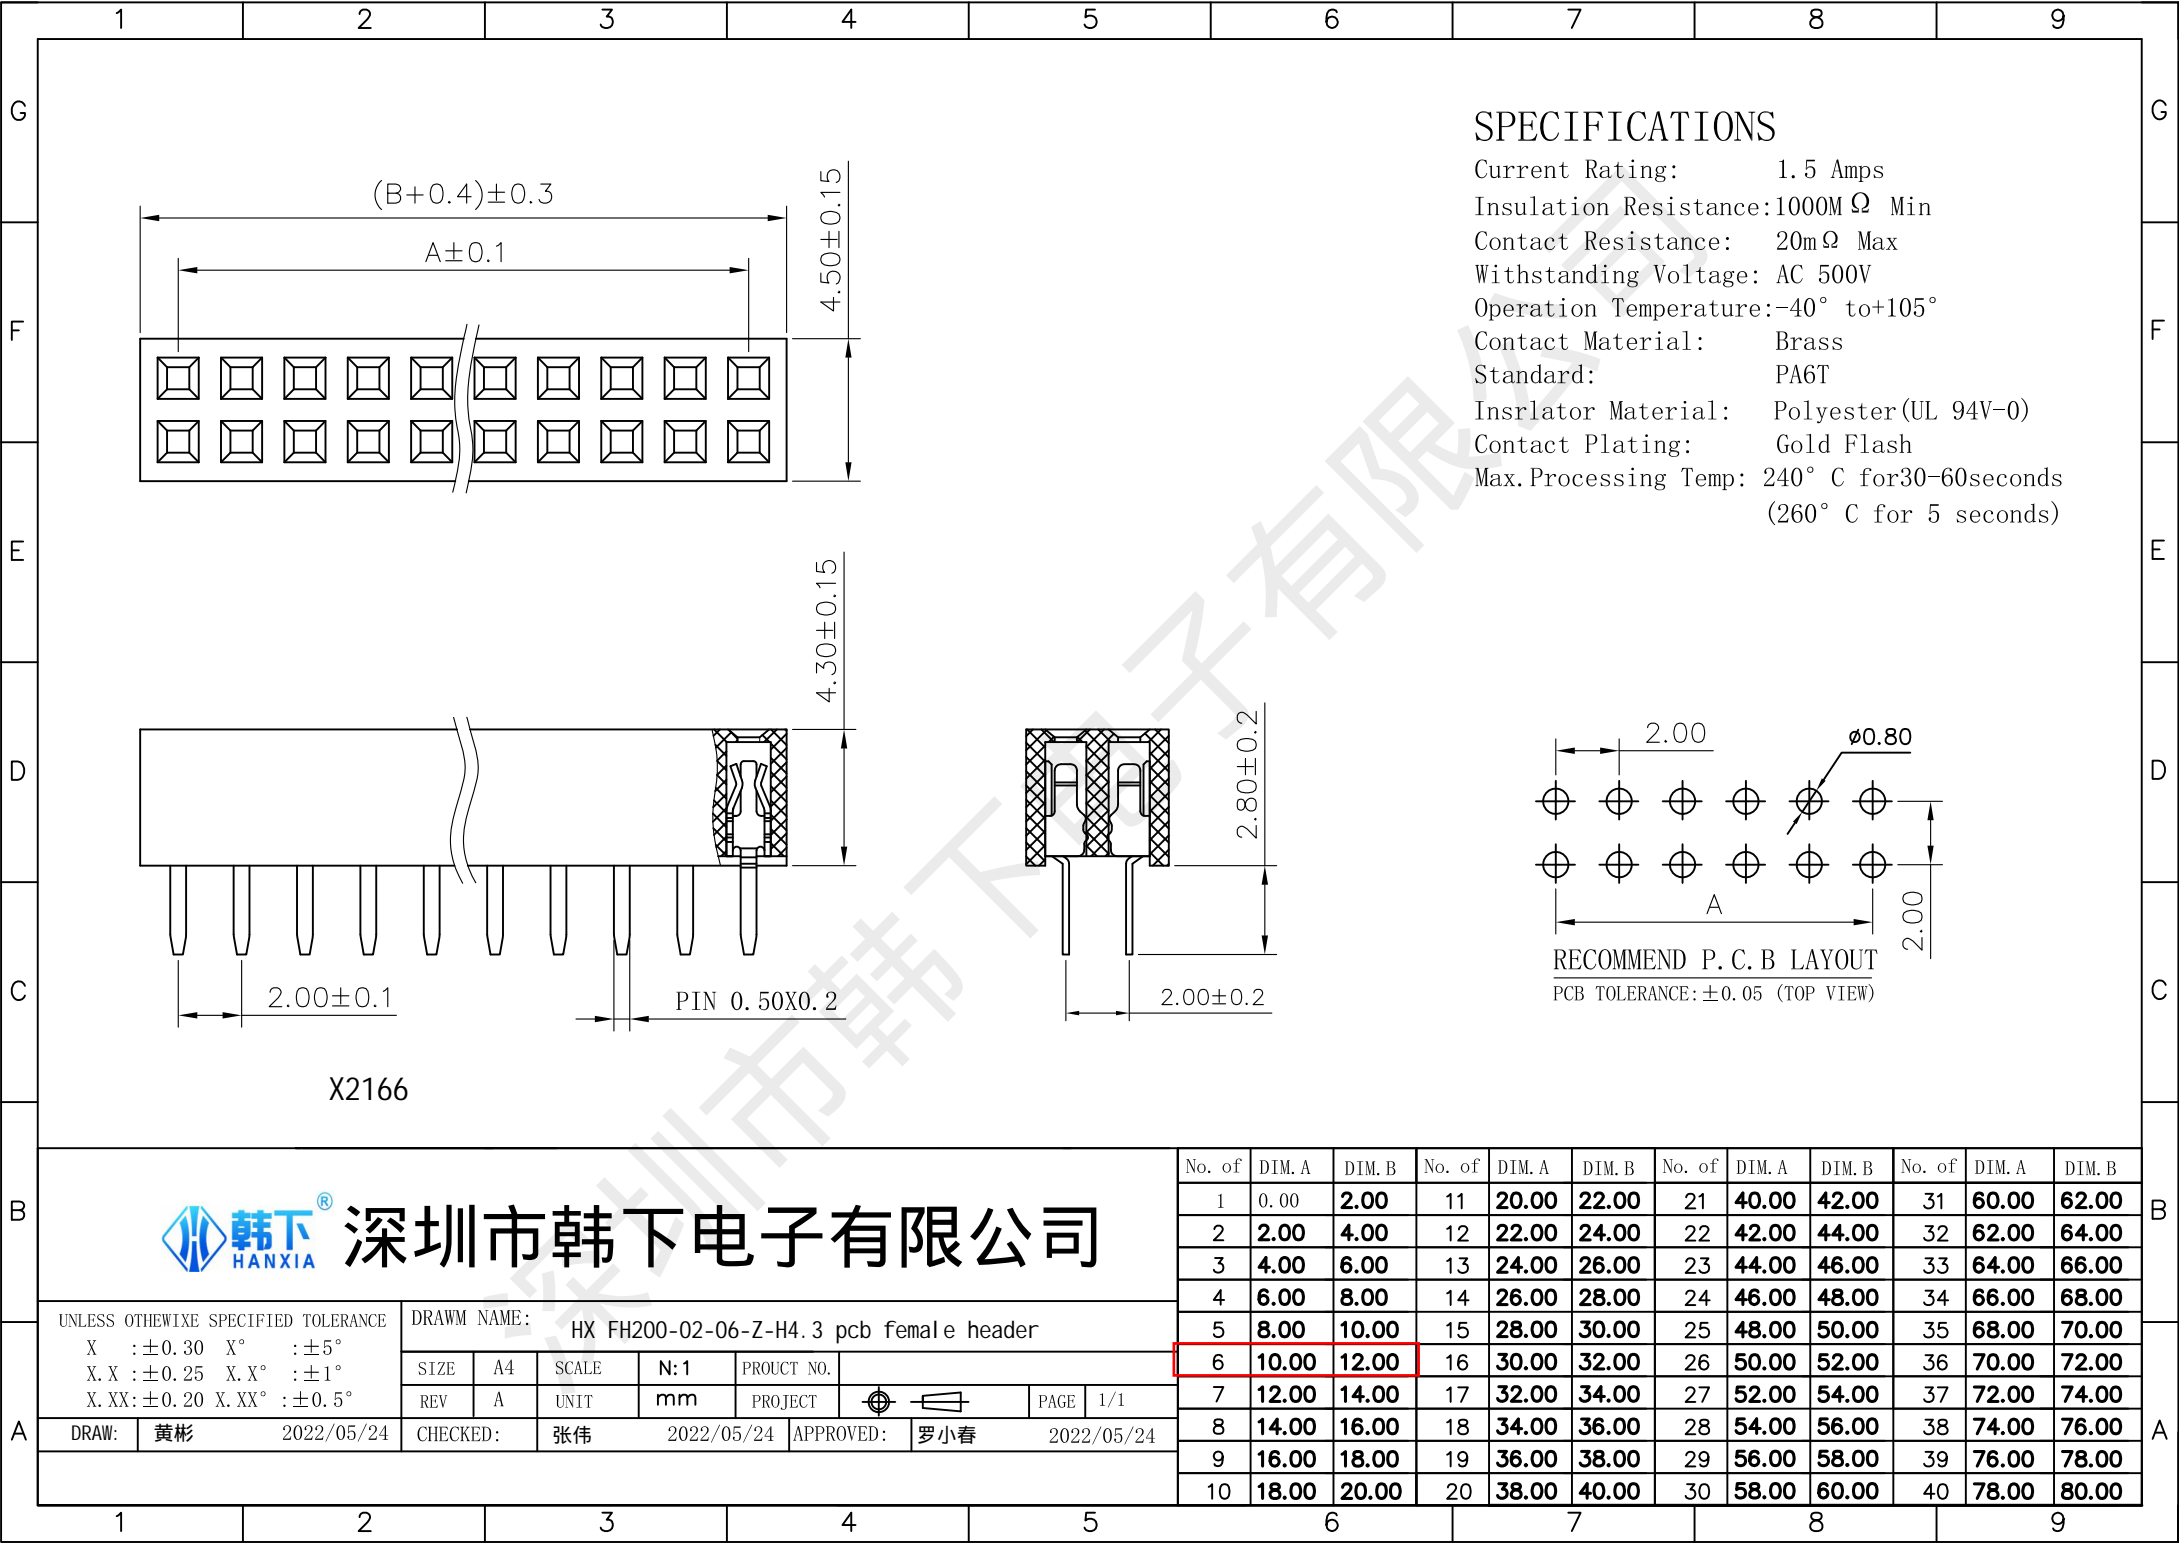 1 2 3 4 5 6 7 8 9
G
F
E
D
C
B
A
G
F
E
D
C
B
A
(B+0.4)±0.3
A±0.1
4.50±0.15
SPECIFICATIONS
Current Rating: 1.5 Amps
Insulation Resistance:1000MΩ Min
Contact Resistance: 20mΩ Max
Withstanding Voltage: AC 500V
Operation Temperature:-40° to+105°
Contact Material: Brass
Standard: PA6T
Insrlator Material: Polyester(UL 94V-0)
Contact Plating: Gold Flash
Max.Processing Temp: 240°C for30-60seconds
(260°C for 5 seconds)
4.30±0.15
2.80±0.2
2.00±0.1
PIN 0.50X0.2
2.00±0.2
2.00
ø0.80
A
2.00
RECOMMEND P.C.B LAYOUT
PCB TOLERANCE:±0.05 (TOP VIEW)
X2166
深圳市韩下电子有限公司
韩下®
HANXIA
深圳市韩下电子有限公司
UNLESS OTHEWIXE SPECIFIED TOLERANCE
X :±0.30 X° :±5°
X.X :±0.25 X.X° :±1°
X.XX:±0.20 X.XX° :±0.5°
DRAWM NAME: HX FH200-02-06-Z-H4.3 pcb female header
SIZE A4 SCALE N:1 PROUCT NO.
REV A UNIT mm PROJECT PAGE 1/1
DRAW: 黄彬 2022/05/24 CHECKED: 张伟 2022/05/24 APPROVED: 罗小春 2022/05/24
No. of DIM.A DIM.B No. of DIM.A DIM.B No. of DIM.A DIM.B No. of DIM.A DIM.B
1 0.00 2.00 11 20.00 22.00 21 40.00 42.00 31 60.00 62.00
2 2.00 4.00 12 22.00 24.00 22 42.00 44.00 32 62.00 64.00
3 4.00 6.00 13 24.00 26.00 23 44.00 46.00 33 64.00 66.00
4 6.00 8.00 14 26.00 28.00 24 46.00 48.00 34 66.00 68.00
5 8.00 10.00 15 28.00 30.00 25 48.00 50.00 35 68.00 70.00
6 10.00 12.00 16 30.00 32.00 26 50.00 52.00 36 70.00 72.00
7 12.00 14.00 17 32.00 34.00 27 52.00 54.00 37 72.00 74.00
8 14.00 16.00 18 34.00 36.00 28 54.00 56.00 38 74.00 76.00
9 16.00 18.00 19 36.00 38.00 29 56.00 58.00 39 76.00 78.00
10 18.00 20.00 20 38.00 40.00 30 58.00 60.00 40 78.00 80.00
1 2 3 4 5 6 7 8 9